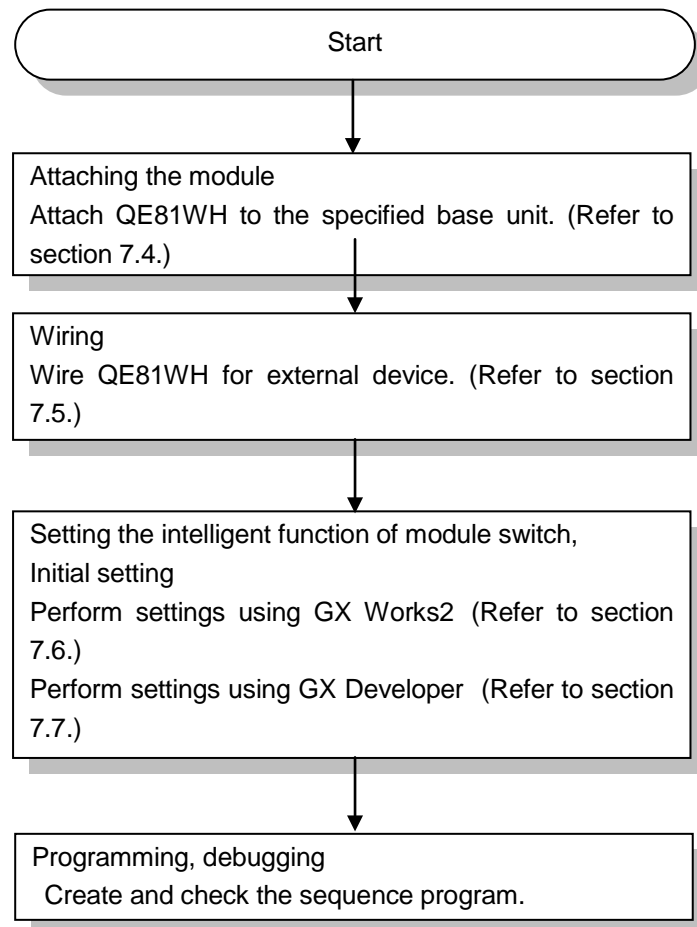 Start
Attaching the module
Attach QE81WH to the specified base unit. (Refer to
section 7.4.)
Wiring
Wire QE81WH for external device. (Refer to section
7.5.)
Setting the intelligent function of module switch,
Initial setting
Perform settings using GX Works2 (Refer to section
7.6.)
Perform settings using GX Developer (Refer to section
7.7.)
Programming, debugging
Create and check the sequence program.